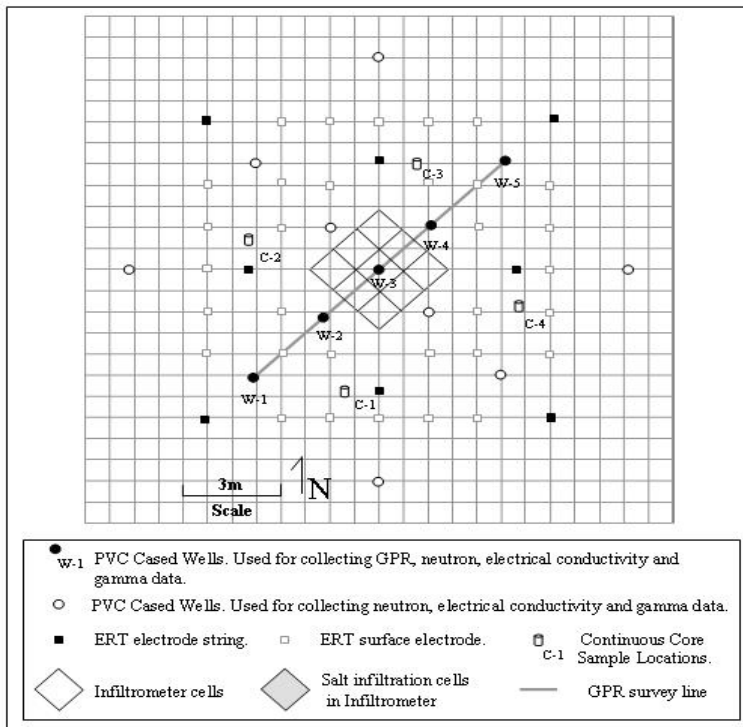 C-3
W-5
W-4
C-2
W-3
C-4
W-2
W-1
C-1
3m
Scale
N
W-1 PVC Cased Wells. Used for collecting GPR, neutron, electrical conductivity and
gamma data.
PVC Cased Wells. Used for collecting neutron, electrical conductivity and gamma data.
ERT electrode string.
ERT surface electrode.
C-1
Continuous Core
Sample Locations.
Infiltrometer cells
Salt infiltration cells
in Infiltrometer
GPR survey line